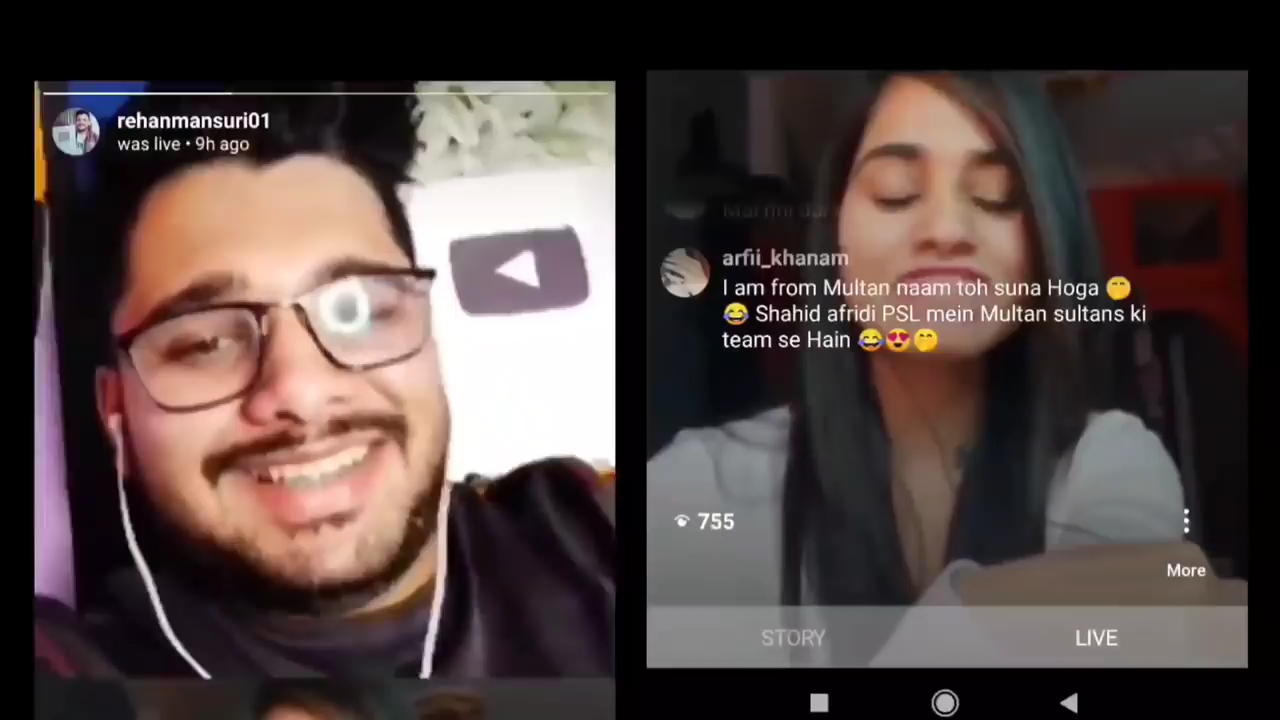 rehanmansuri01
was live • 9h ago
arfii_khanam
I am from Multan naam toh suna Hoga 🤭
😂 Shahid afridi PSL mein Multan sultans ki
team se Hain 😂😍🤭
755
More
STORY
LIVE